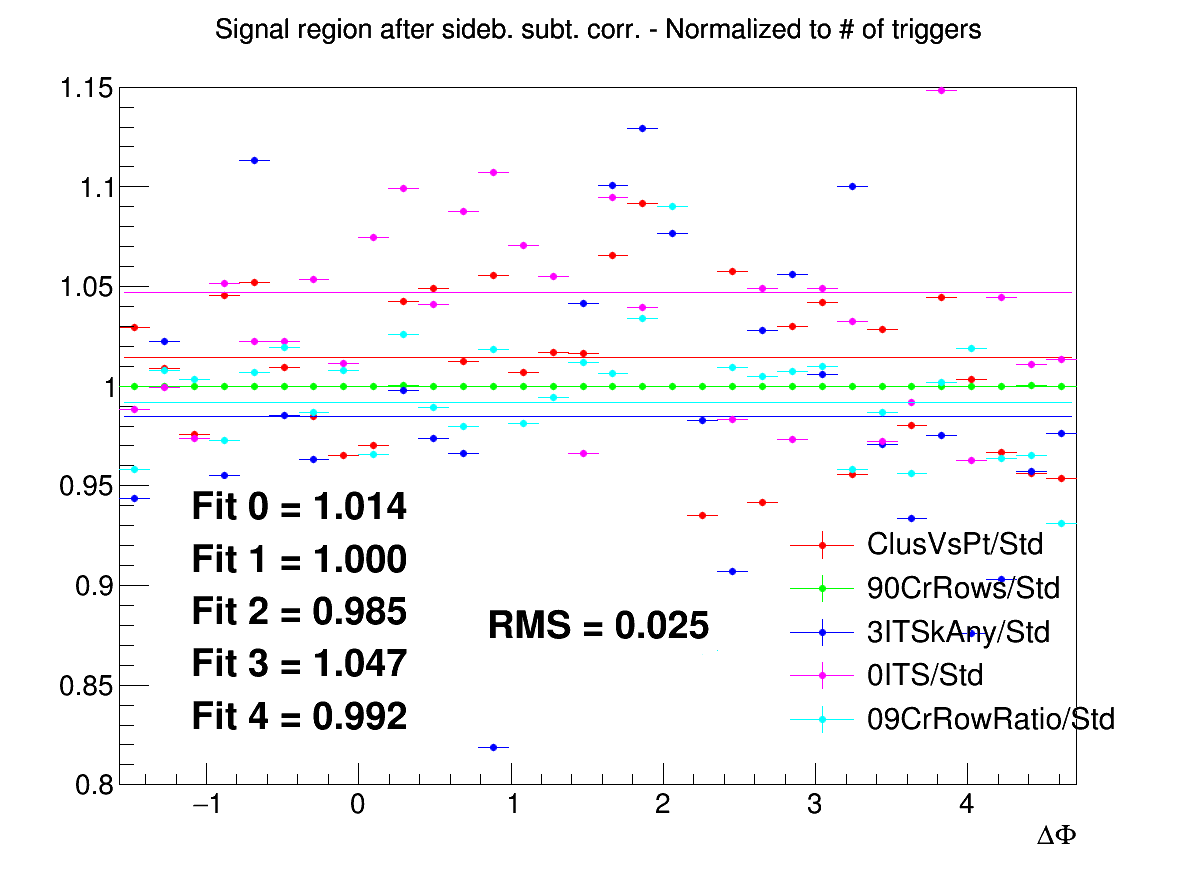 Signal region after sideb. subt. corr. - Normalized to # of triggers
1.15
1.1
1.05
1
0.95
0.9
0.85
0.8
Fit 0 = 1.014
Fit 1 = 1.000
Fit 2 = 0.985
Fit 3 = 1.047
Fit 4 = 0.992
RMS = 0.025
ClusVsPt/Std
90CrRows/Std
3ITSkAny/Std
0ITS/Std
09CrRowRatio/Std
−1 0 1 2 3 4
ΔΦ